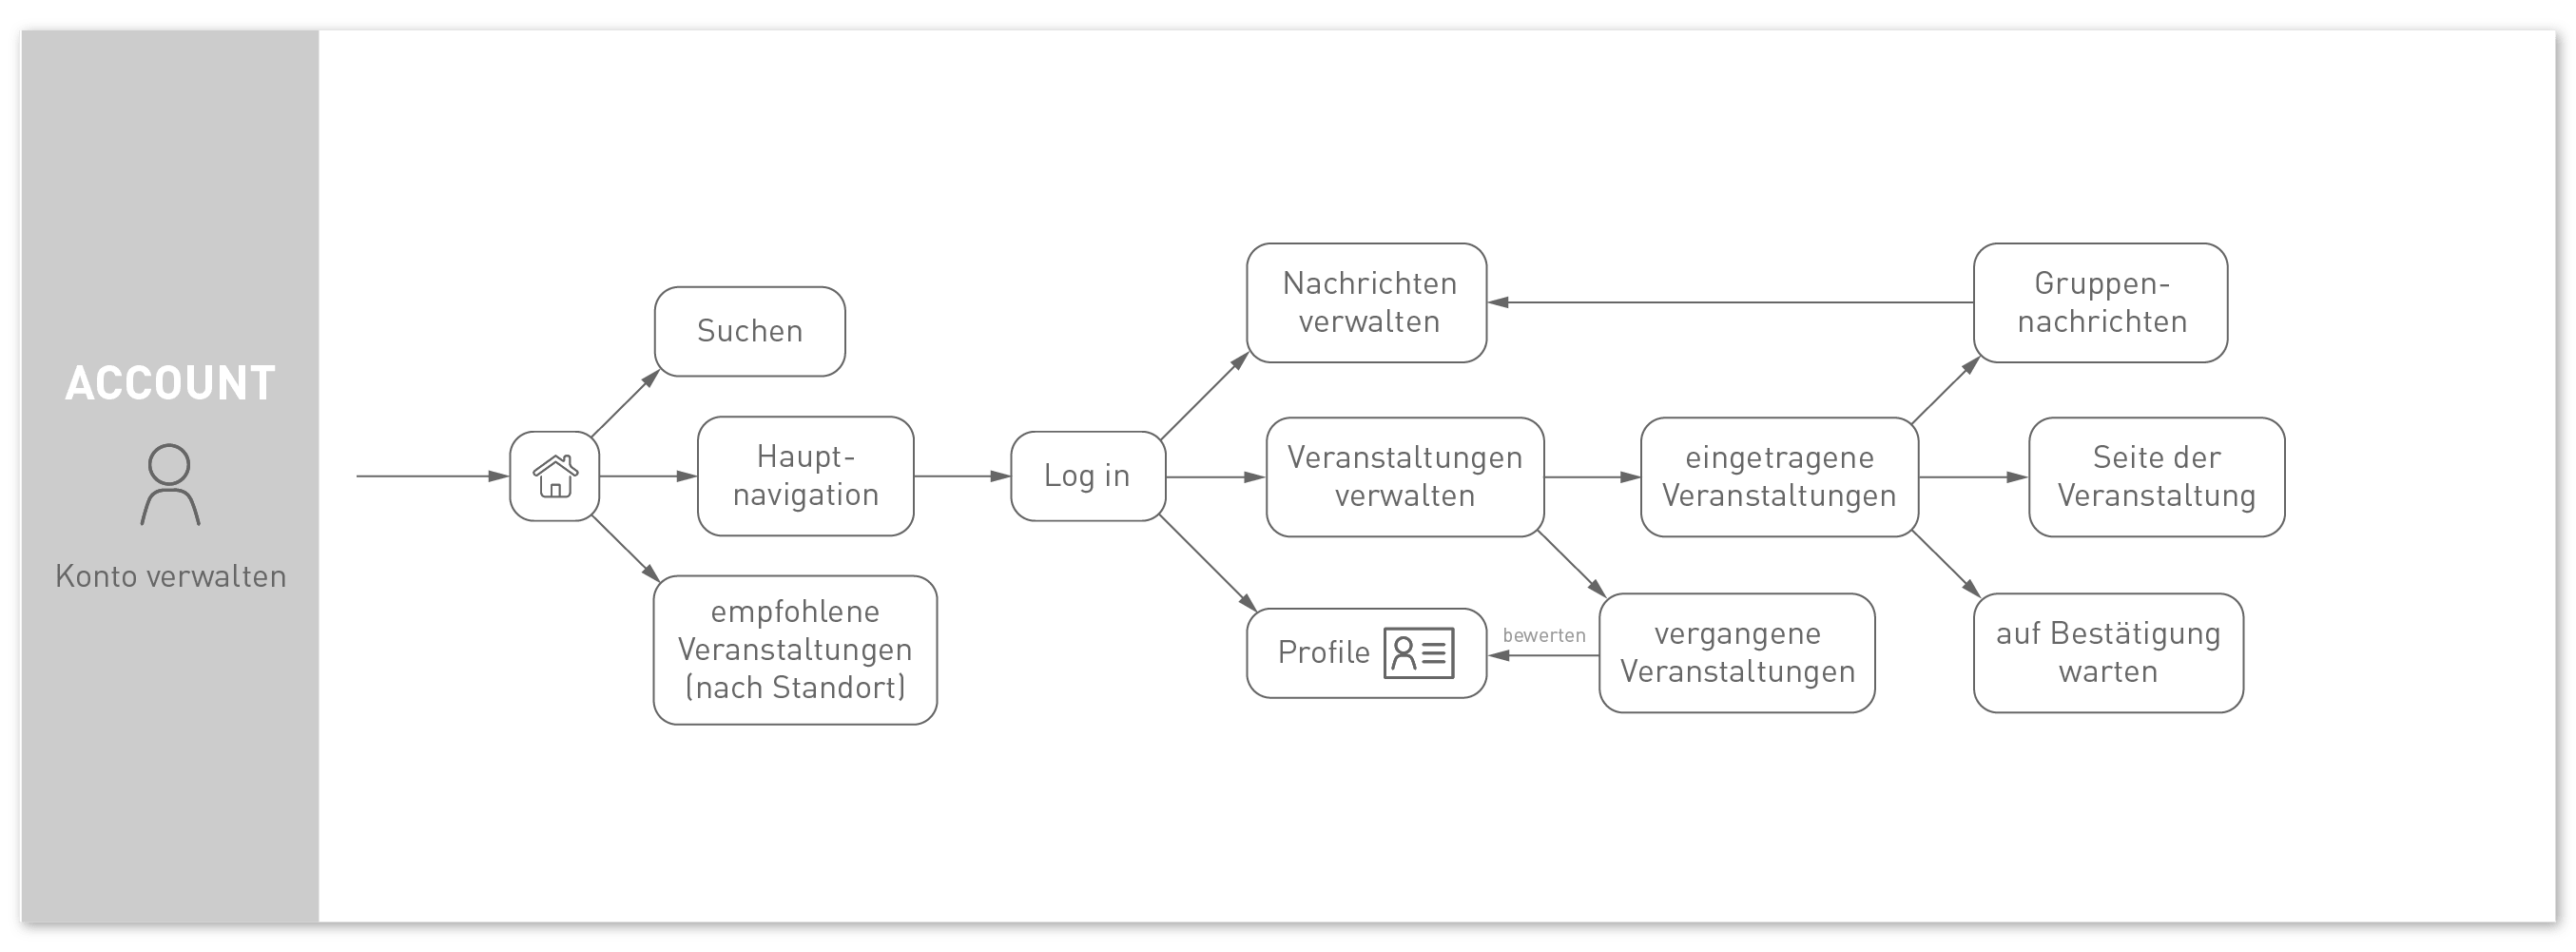 ACCOUNT
Konto verwalten
Suchen
Haupt-
navigation
empfohlene
Veranstaltungen
(nach Standort)
Log in
Nachrichten
verwalten
Veranstaltungen
verwalten
Profile
bewerten
eingetragene
Veranstaltungen
vergangene
Veranstaltungen
Gruppen-
nachrichten
Seite der
Veranstaltung
auf Bestätigung
warten